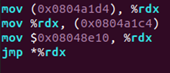 mov (0x0804a1d4), %rdx
mov %rdx, (0x0804a1c4)
mov $0x08048e10, %rdx
jmp *%rdx